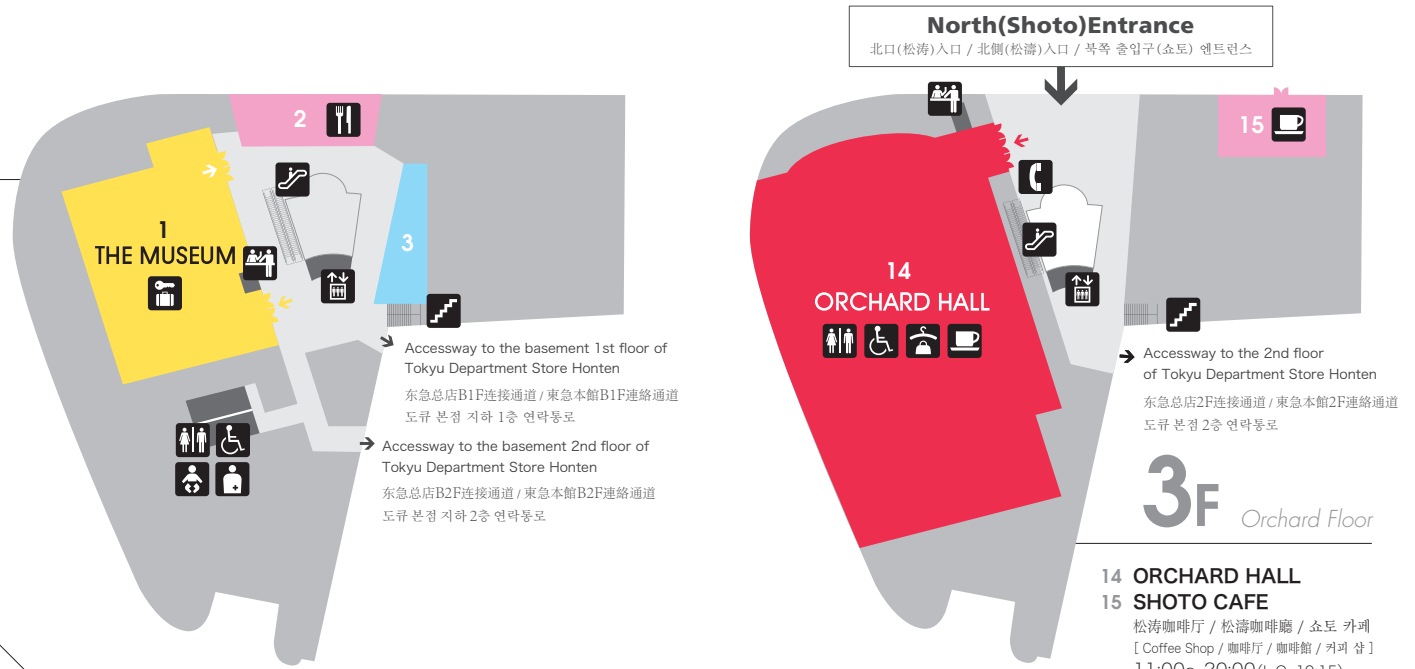 2
1
THE MUSEUM
3
Accessway to the basement 1st floor of
Tokyu Department Store Honten
东急总店B1F连接通道 / 東急本館B1F連絡通道
도큐 본점 지하 1층 연락통로
Accessway to the basement 2nd floor of
Tokyu Department Store Honten
东急总店B2F连接通道 / 東急本館B2F連絡通道
도큐 본점 지하 2층 연락통로
North(Shoto)Entrance
北口(松涛)入口 / 北側(松濤)入口 / 북쪽 출입구(쇼토) 엔트런스
15
14
ORCHARD HALL
Accessway to the 2nd floor
of Tokyu Department Store Honten
东急总店2F连接通道 / 東急本館2F連絡通道
도큐 본점 2층 연락통로
3F Orchard Floor
14 ORCHARD HALL
15 SHOTO CAFE
松涛咖啡厅 / 松濤咖啡廳 / 쇼토 카페
[ Coffee Shop / 咖啡厅 / 咖啡館 / 커피 샵 ]